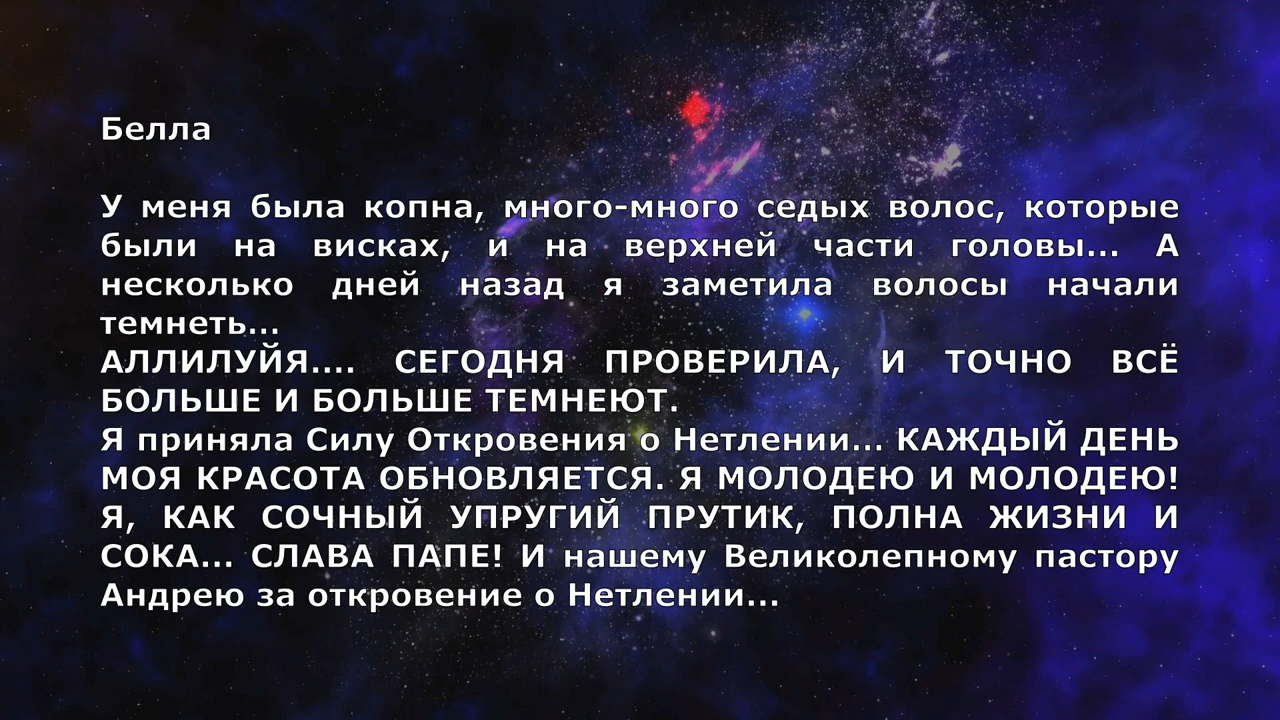 Белла
У меня была копна, много-много седых волос, которые
были на висках, и на верхней части головы... А
несколько дней назад я заметила волосы начали
темнеть...
АЛЛИЛУЙЯ.... СЕГОДНЯ ПРОВЕРИЛА, И ТОЧНО ВСЁ
БОЛЬШЕ И БОЛЬШЕ ТЕМНЕЮТ.
Я приняла Силу Откровения о Нетлении... КАЖДЫЙ ДЕНЬ
МОЯ КРАСОТА ОБНОВЛЯЕТСЯ. Я МОЛОДЕЮ И МОЛОДЕЮ!
Я, КАК СОЧНЫЙ УПРУГИЙ ПРУТИК, ПОЛНА ЖИЗНИ И
СОКА... СЛАВА ПАПЕ! И нашему Великолепному пастору
Андрею за откровение о Нетлении...